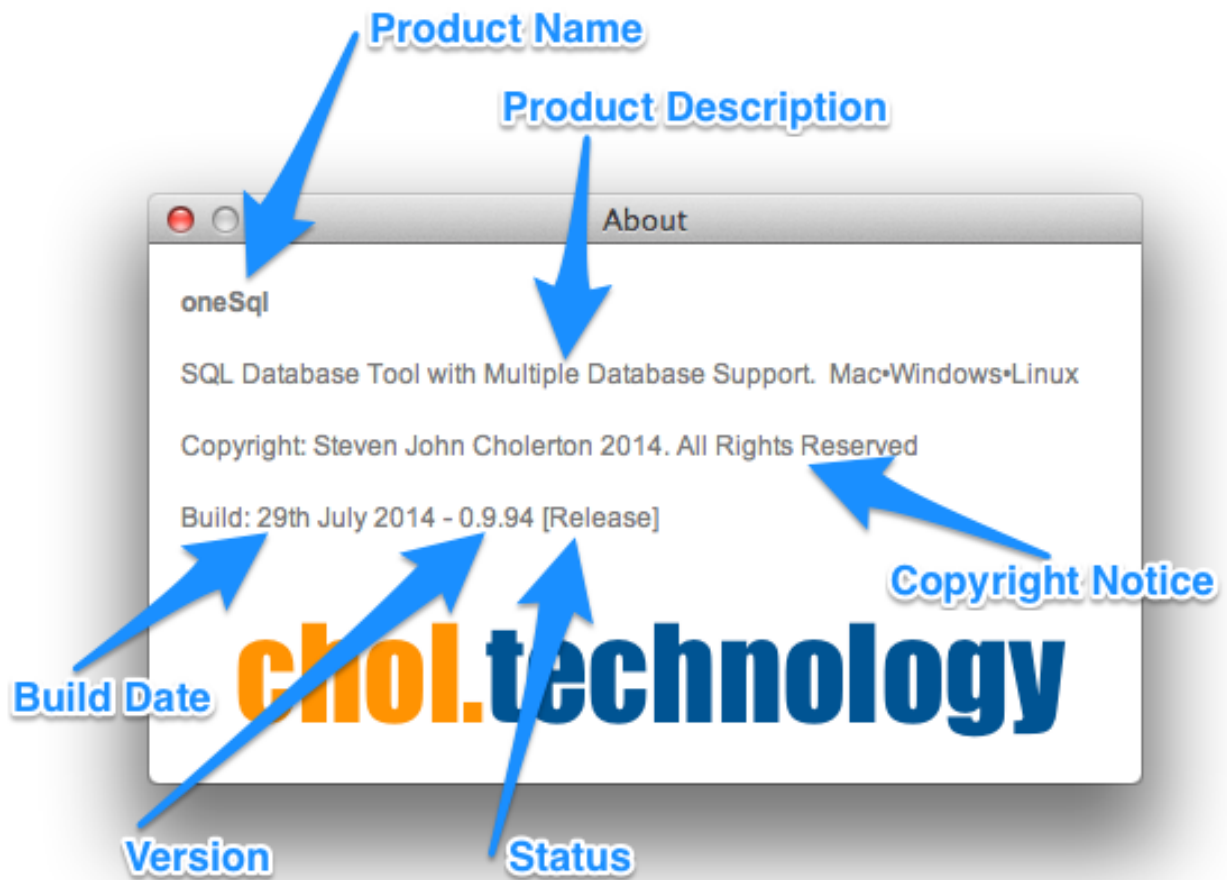 Product Name
Product Description
About
oneSql
SQL Database Tool with Multiple Database Support.  Mac•Windows•Linux
Copyright: Steven John Cholerton 2014. All Rights Reserved
Build: 29th July 2014 - 0.9.94 [Release]
Copyright Notice
chol.technology
Build Date
Version
Status